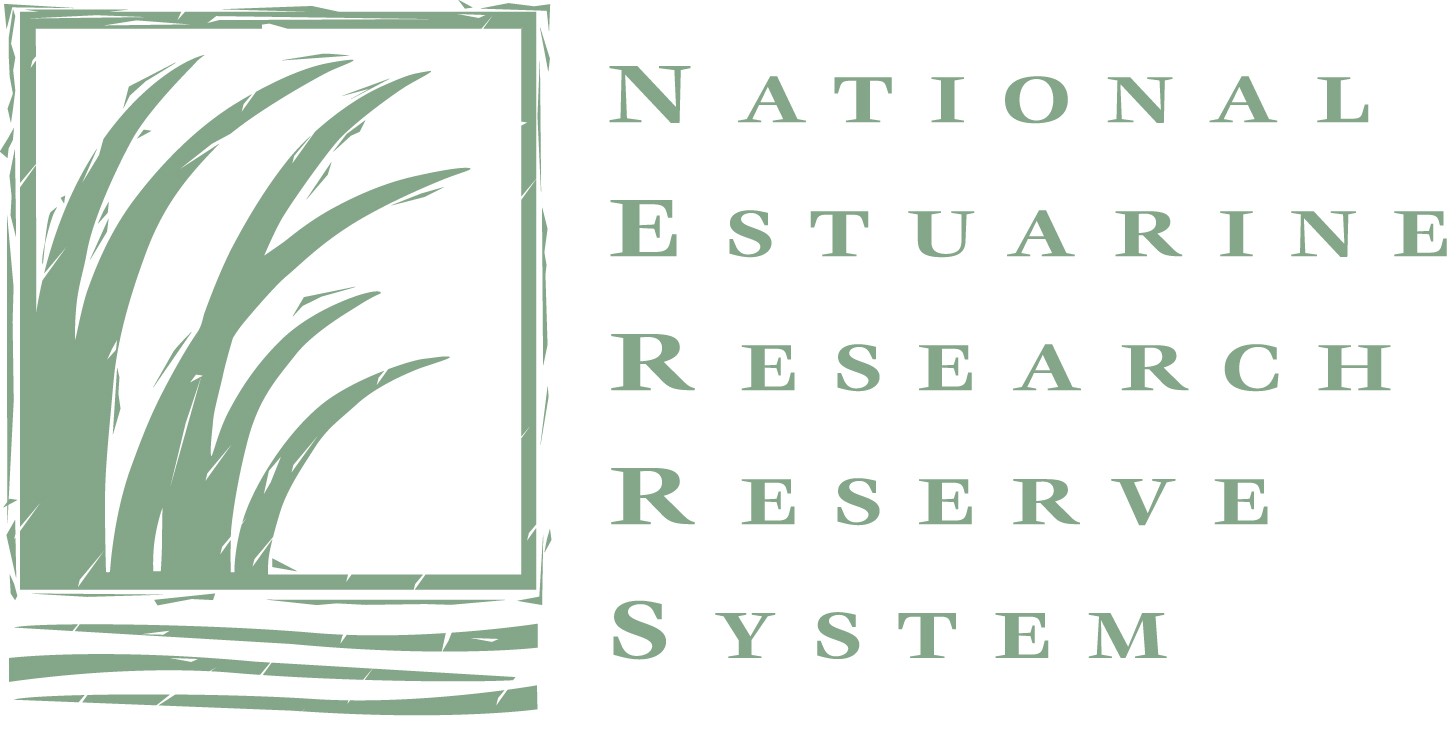 NATIONAL
ESTUARINE
RESEARCH
RESERVE
SYSTEM